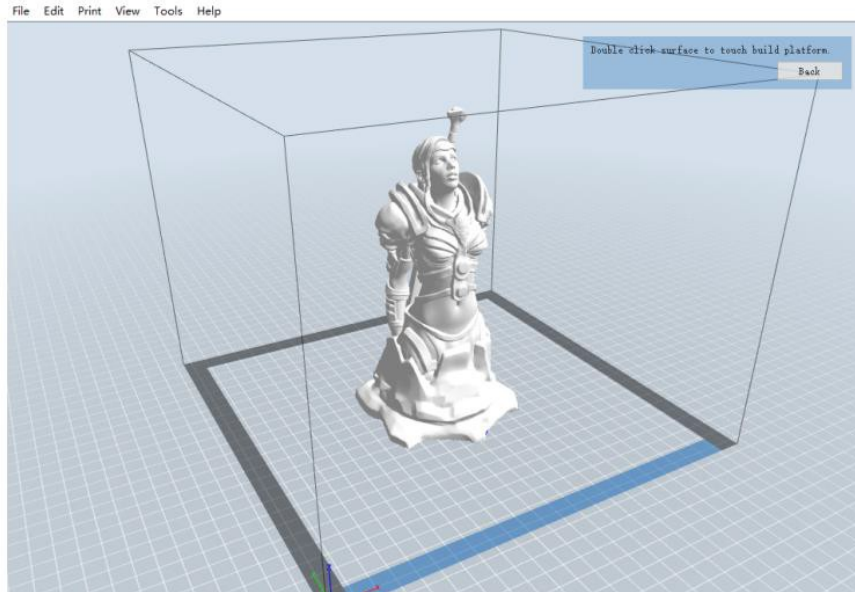 File Edit Print View Tools Help
Double click surface to touch build platform.
Back
Z